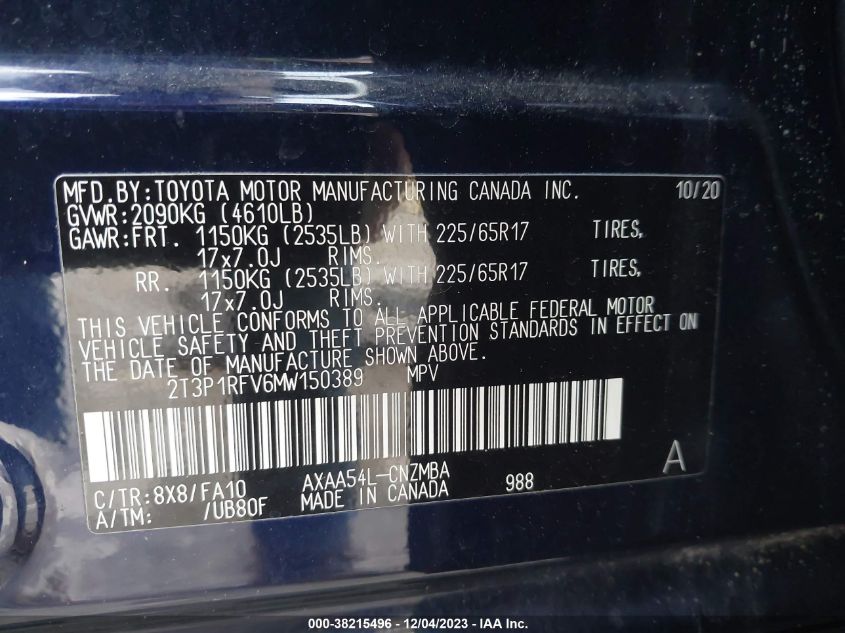 MFD.BY:TOYOTA MOTOR MANUFACTURING CANADA INC. 10/20
GVWR:2090KG (4610LB)
GAWR:FRT. 1150KG (2535LB) WITH 225/65R17 TIRES,
17x7.0J RIMS.
RR. 1150KG (2535LB) WITH 225/65R17 TIRES,
17x7.0J RIMS.
THIS VEHICLE CONFORMS TO ALL APPLICABLE FEDERAL MOTOR
VEHICLE SAFETY AND THEFT PREVENTION STANDARDS IN EFFECT ON
THE DATE OF MANUFACTURE SHOWN ABOVE.
2T3P1RFV6MW150389 MPV
A
C/TR:8X8/FA10 AXAA54L-CNZMBA
A/TM: /UB80F MADE IN CANADA 988
000-38215496 - 12/04/2023 - IAA Inc.